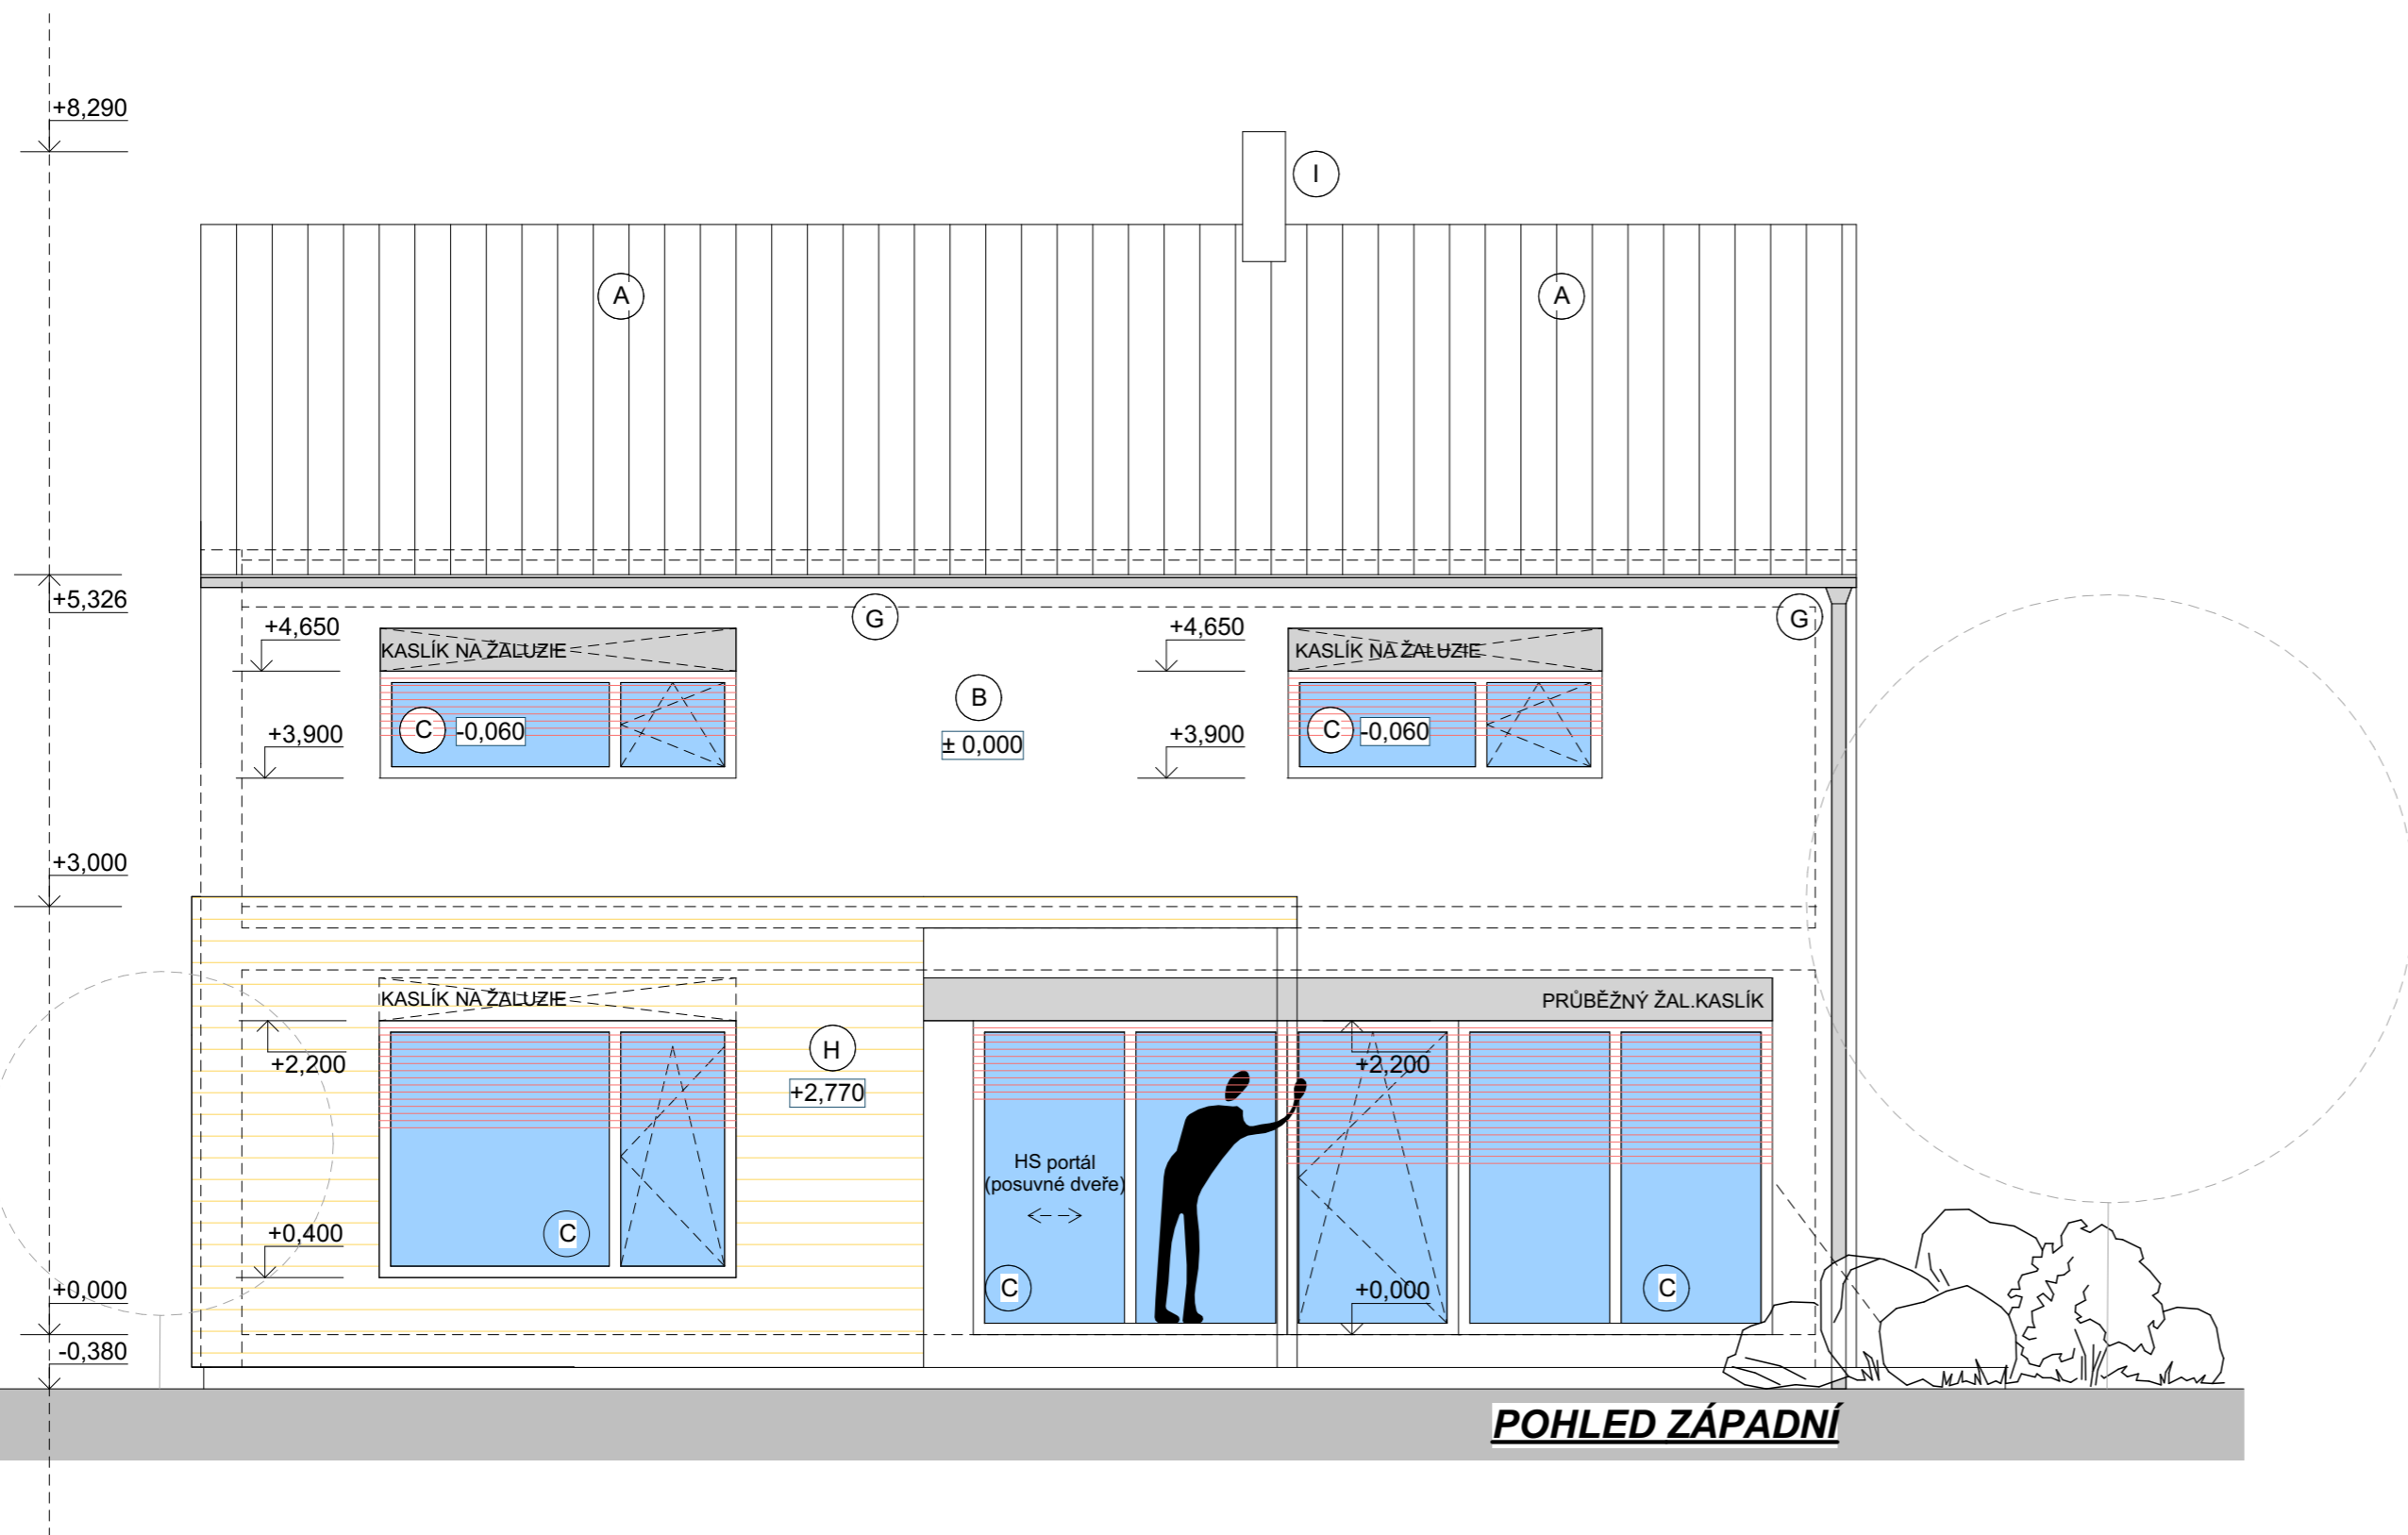 +8,290
I
A
A
+5,326
G
G
+4,650
KASLÍK NA ŽALUZIE
+4,650
KASLÍK NA ŽALUZIE
B
C
-0,060
C
-0,060
+3,900
± 0,000
+3,900
+3,000
KASLÍK NA ŽALUZIE
PRŮBĚŽNÝ ŽAL.KASLÍK
H
+2,200
+2,200
+2,770
HS portál
(posuvné dveře)
+0,400
C
+0,000
C
+0,000
C
-0,380
POHLED ZÁPADNÍ